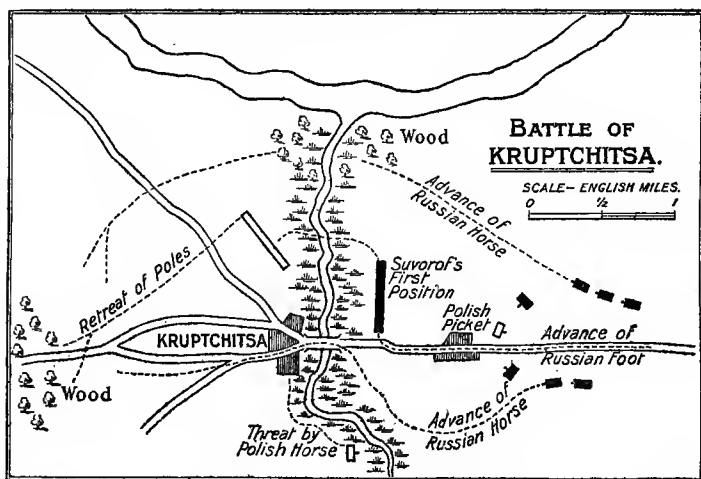 BATTLE OF
KRUPTCHITSA.
SCALE – ENGLISH MILES.
0 ½ 1
Wood
Advance of
Russian Horse
Suvorof's
First
Position
Polish
Picket
Retreat of Poles
KRUPTCHITSA
Advance of
Russian Foot
Wood
Advance of
Russian Horse
Threat by
Polish Horse